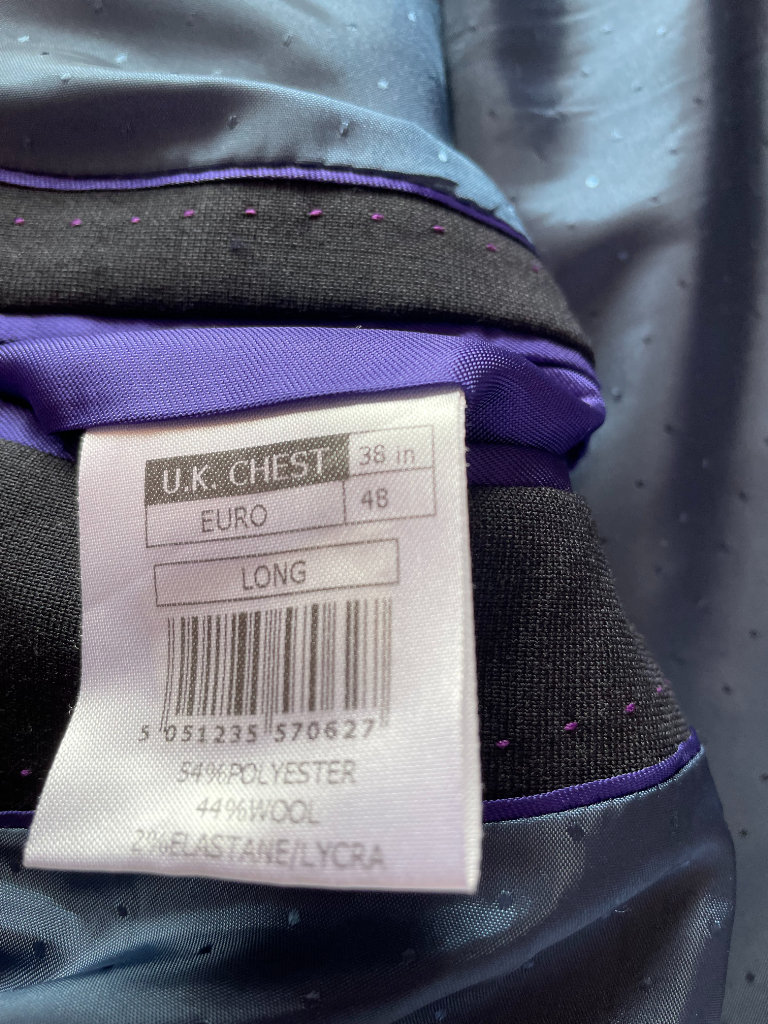 U.K. CHEST 38 in
EURO 48
LONG
5 051235 570627
54%POLYESTER
44%WOOL
2%ELASTANE/LYCRA